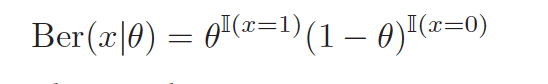 Ber(x|θ) = θ^𝕀(x=1) (1 − θ)^𝕀(x=0)